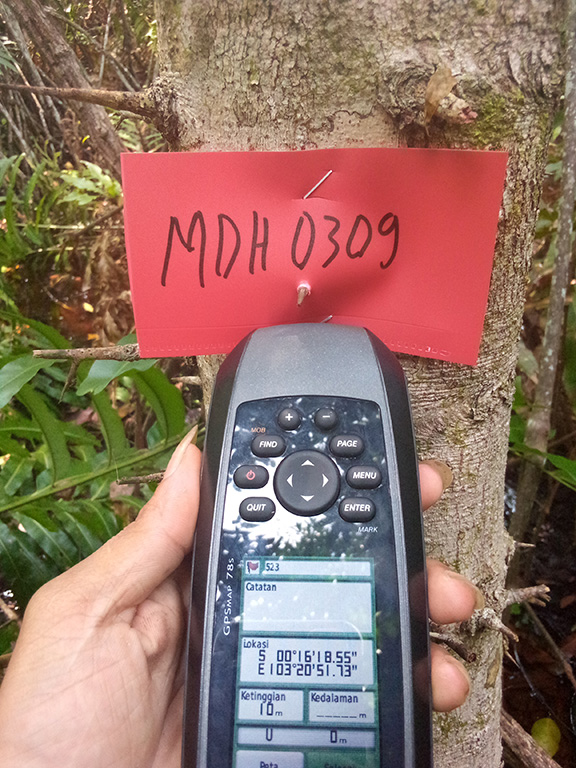 MDH 0309
+ -
MOB
FIND PAGE
MENU
QUIT ENTER
MARK
GPSMAP 78s
523
Catatan
Lokasi
S 00°16'18.55"
E103°20'51.73"
Ketinggian Kedalaman
10m _____m
U 0m
Peta